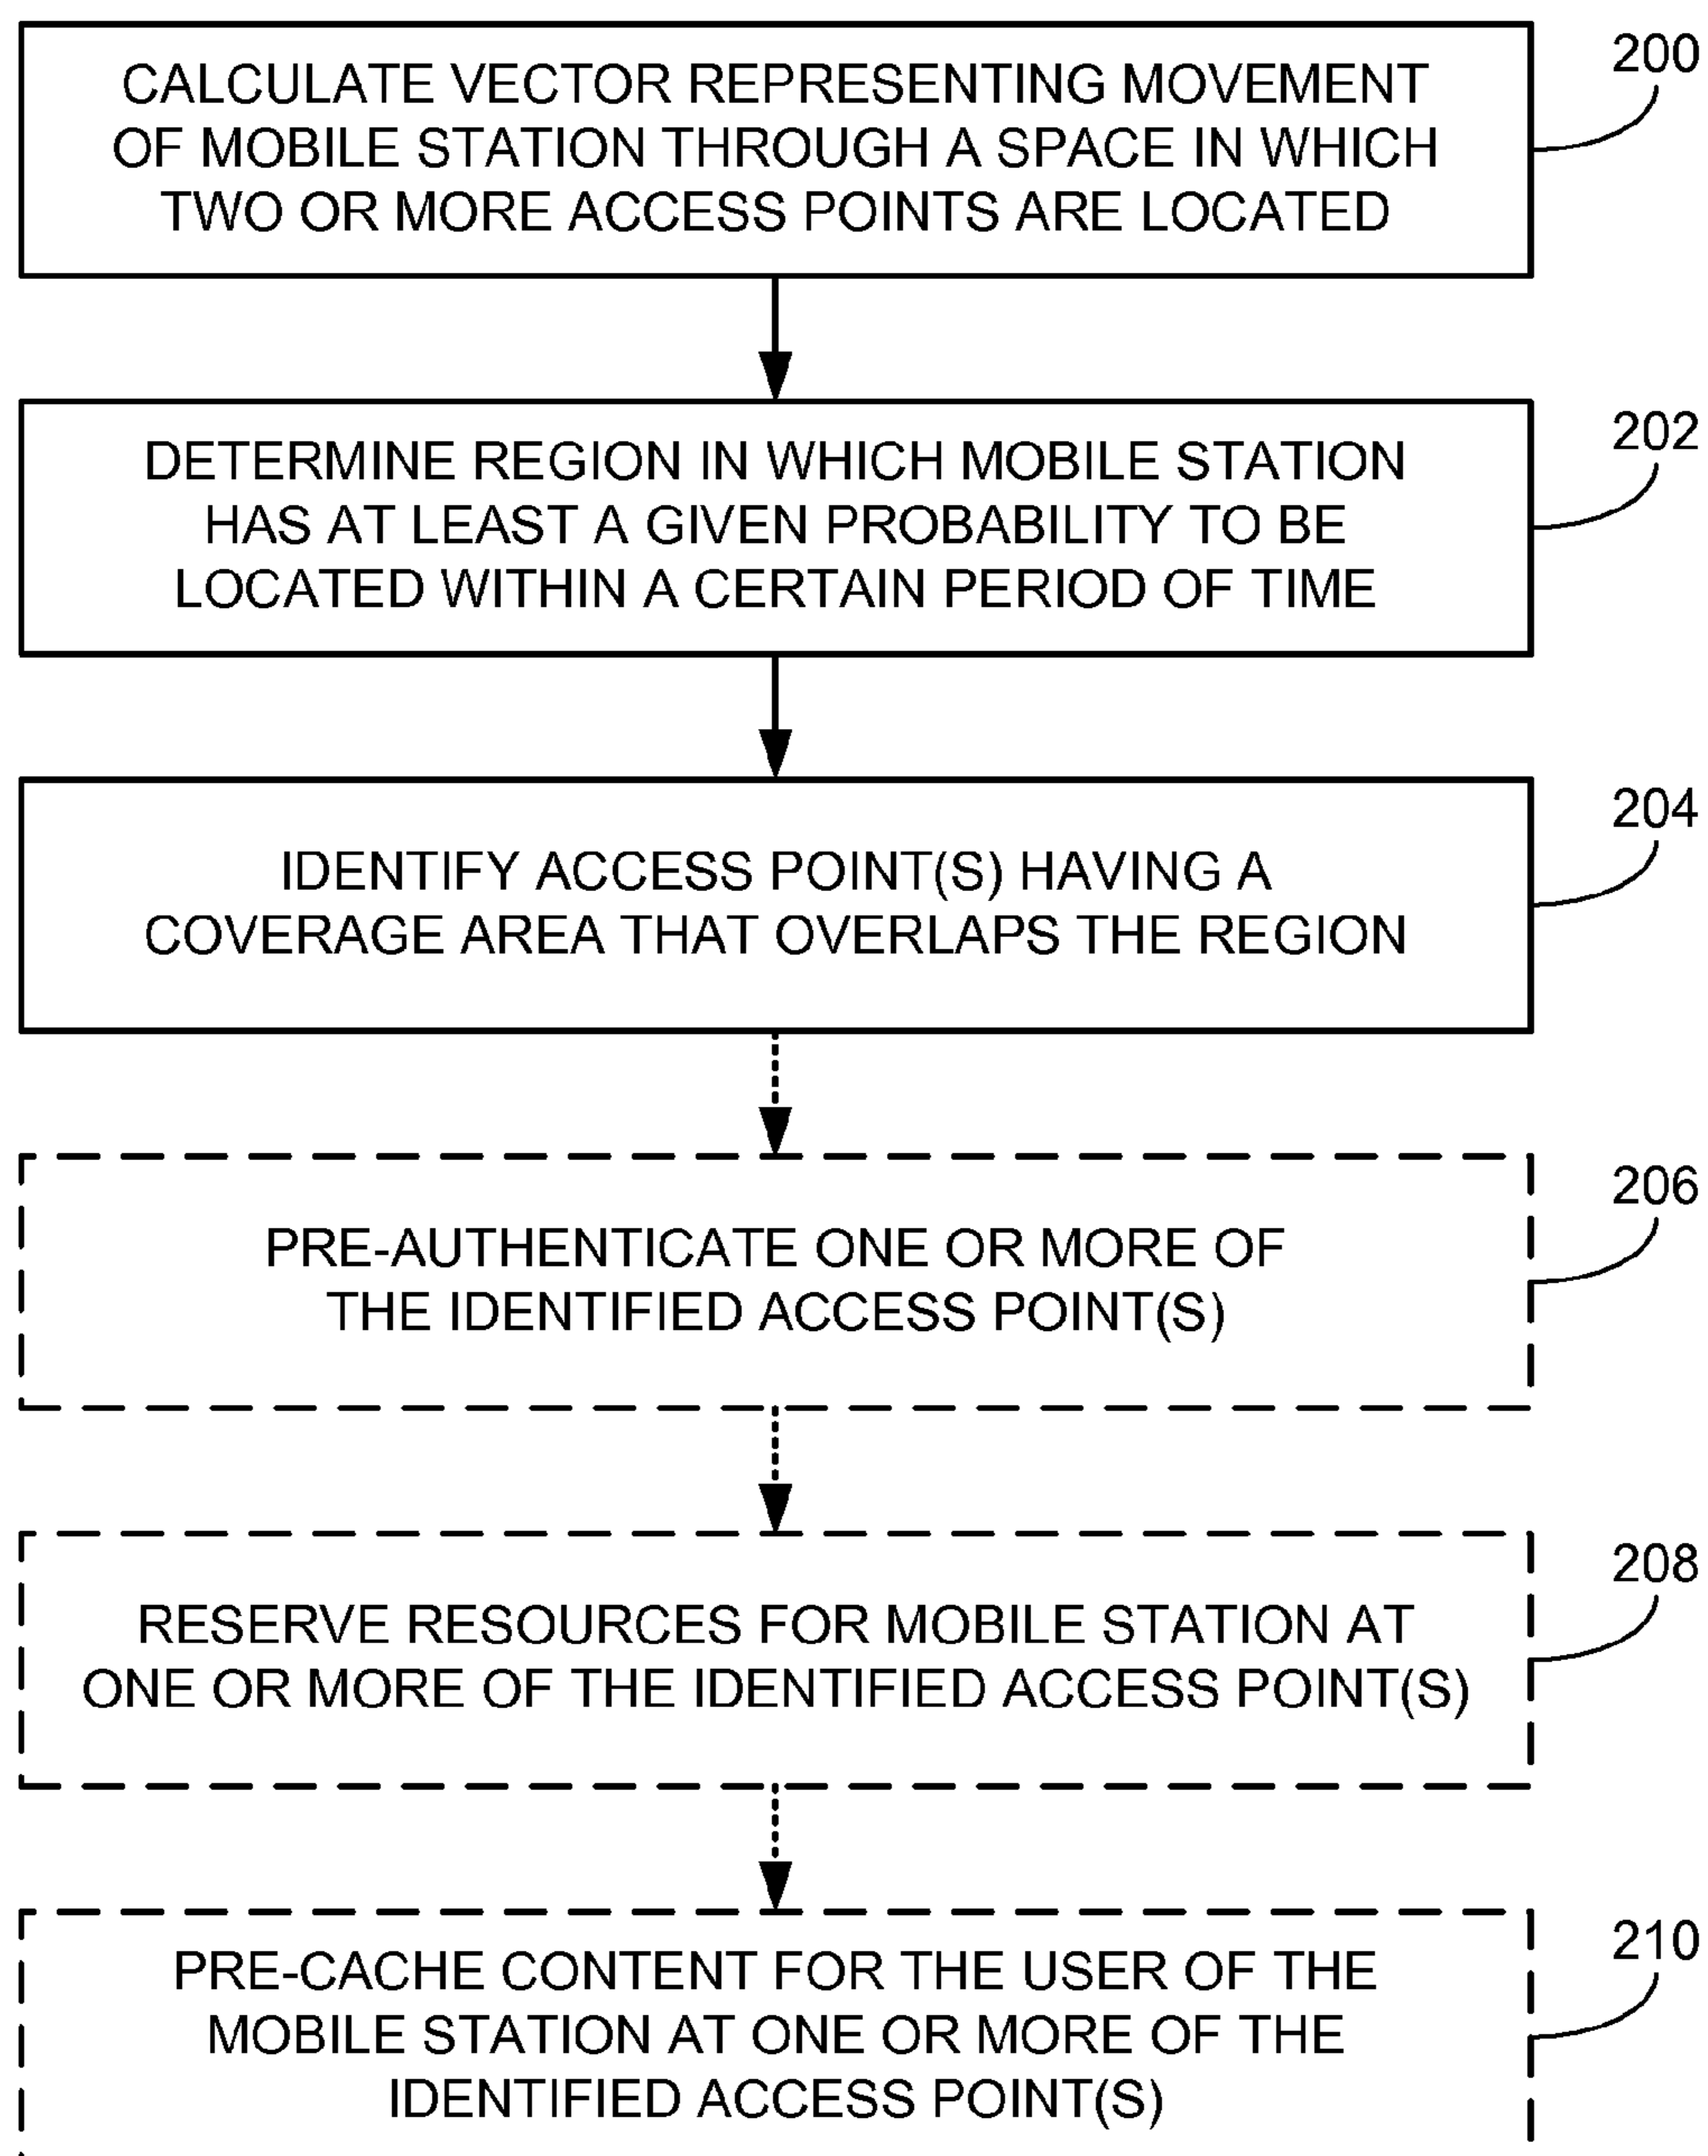 200
CALCULATE VECTOR REPRESENTING MOVEMENT
OF MOBILE STATION THROUGH A SPACE IN WHICH
TWO OR MORE ACCESS POINTS ARE LOCATED
202
DETERMINE REGION IN WHICH MOBILE STATION
HAS AT LEAST A GIVEN PROBABILITY TO BE
LOCATED WITHIN A CERTAIN PERIOD OF TIME
204
IDENTIFY ACCESS POINT(S) HAVING A
COVERAGE AREA THAT OVERLAPS THE REGION
206
PRE-AUTHENTICATE ONE OR MORE OF
THE IDENTIFIED ACCESS POINT(S)
208
RESERVE RESOURCES FOR MOBILE STATION AT
ONE OR MORE OF THE IDENTIFIED ACCESS POINT(S)
210
PRE-CACHE CONTENT FOR THE USER OF THE
MOBILE STATION AT ONE OR MORE OF THE
IDENTIFIED ACCESS POINT(S)